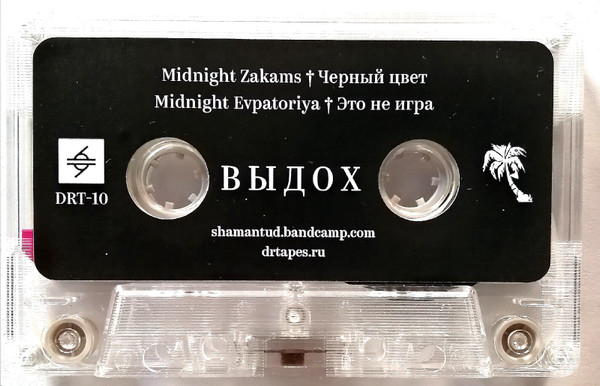 Midnight Zakams † Черный цвет
Midnight Evpatoriya † Это не игра
DRT-10
ВЫДОХ
shamantud.bandcamp.com
drtapes.ru